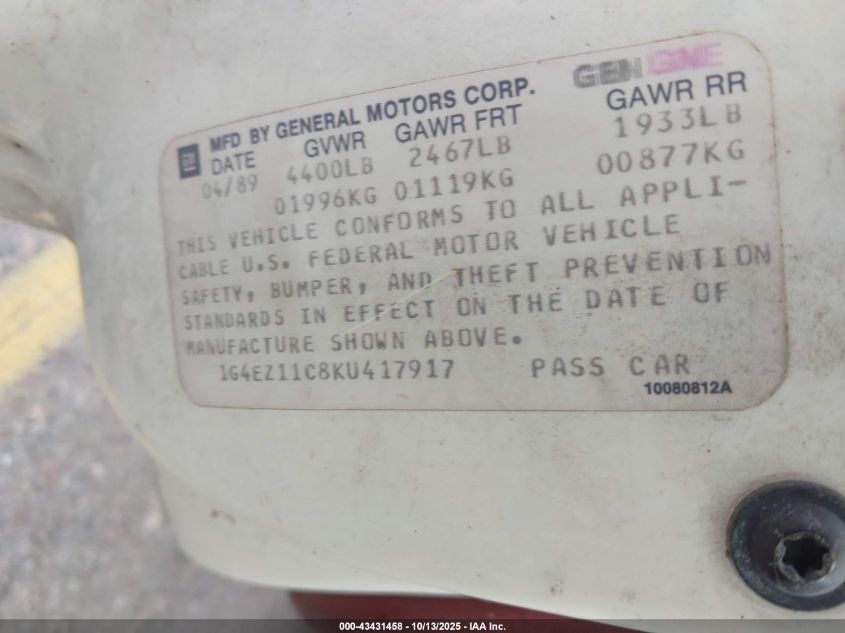 GENUINE
GM
MFD BY GENERAL MOTORS CORP.
DATE GVWR GAWR FRT GAWR RR
04/89 4400LB 2467LB 1933LB
01996KG 01119KG 00877KG
THIS VEHICLE CONFORMS TO ALL APPLI-
CABLE U.S. FEDERAL MOTOR VEHICLE
SAFETY, BUMPER, AND THEFT PREVENTION
STANDARDS IN EFFECT ON THE DATE OF
MANUFACTURE SHOWN ABOVE.
1G4EZ11C8KU417917 PASS CAR
10080812A
000-43431458 | 10/13/2025 - IAA Inc.